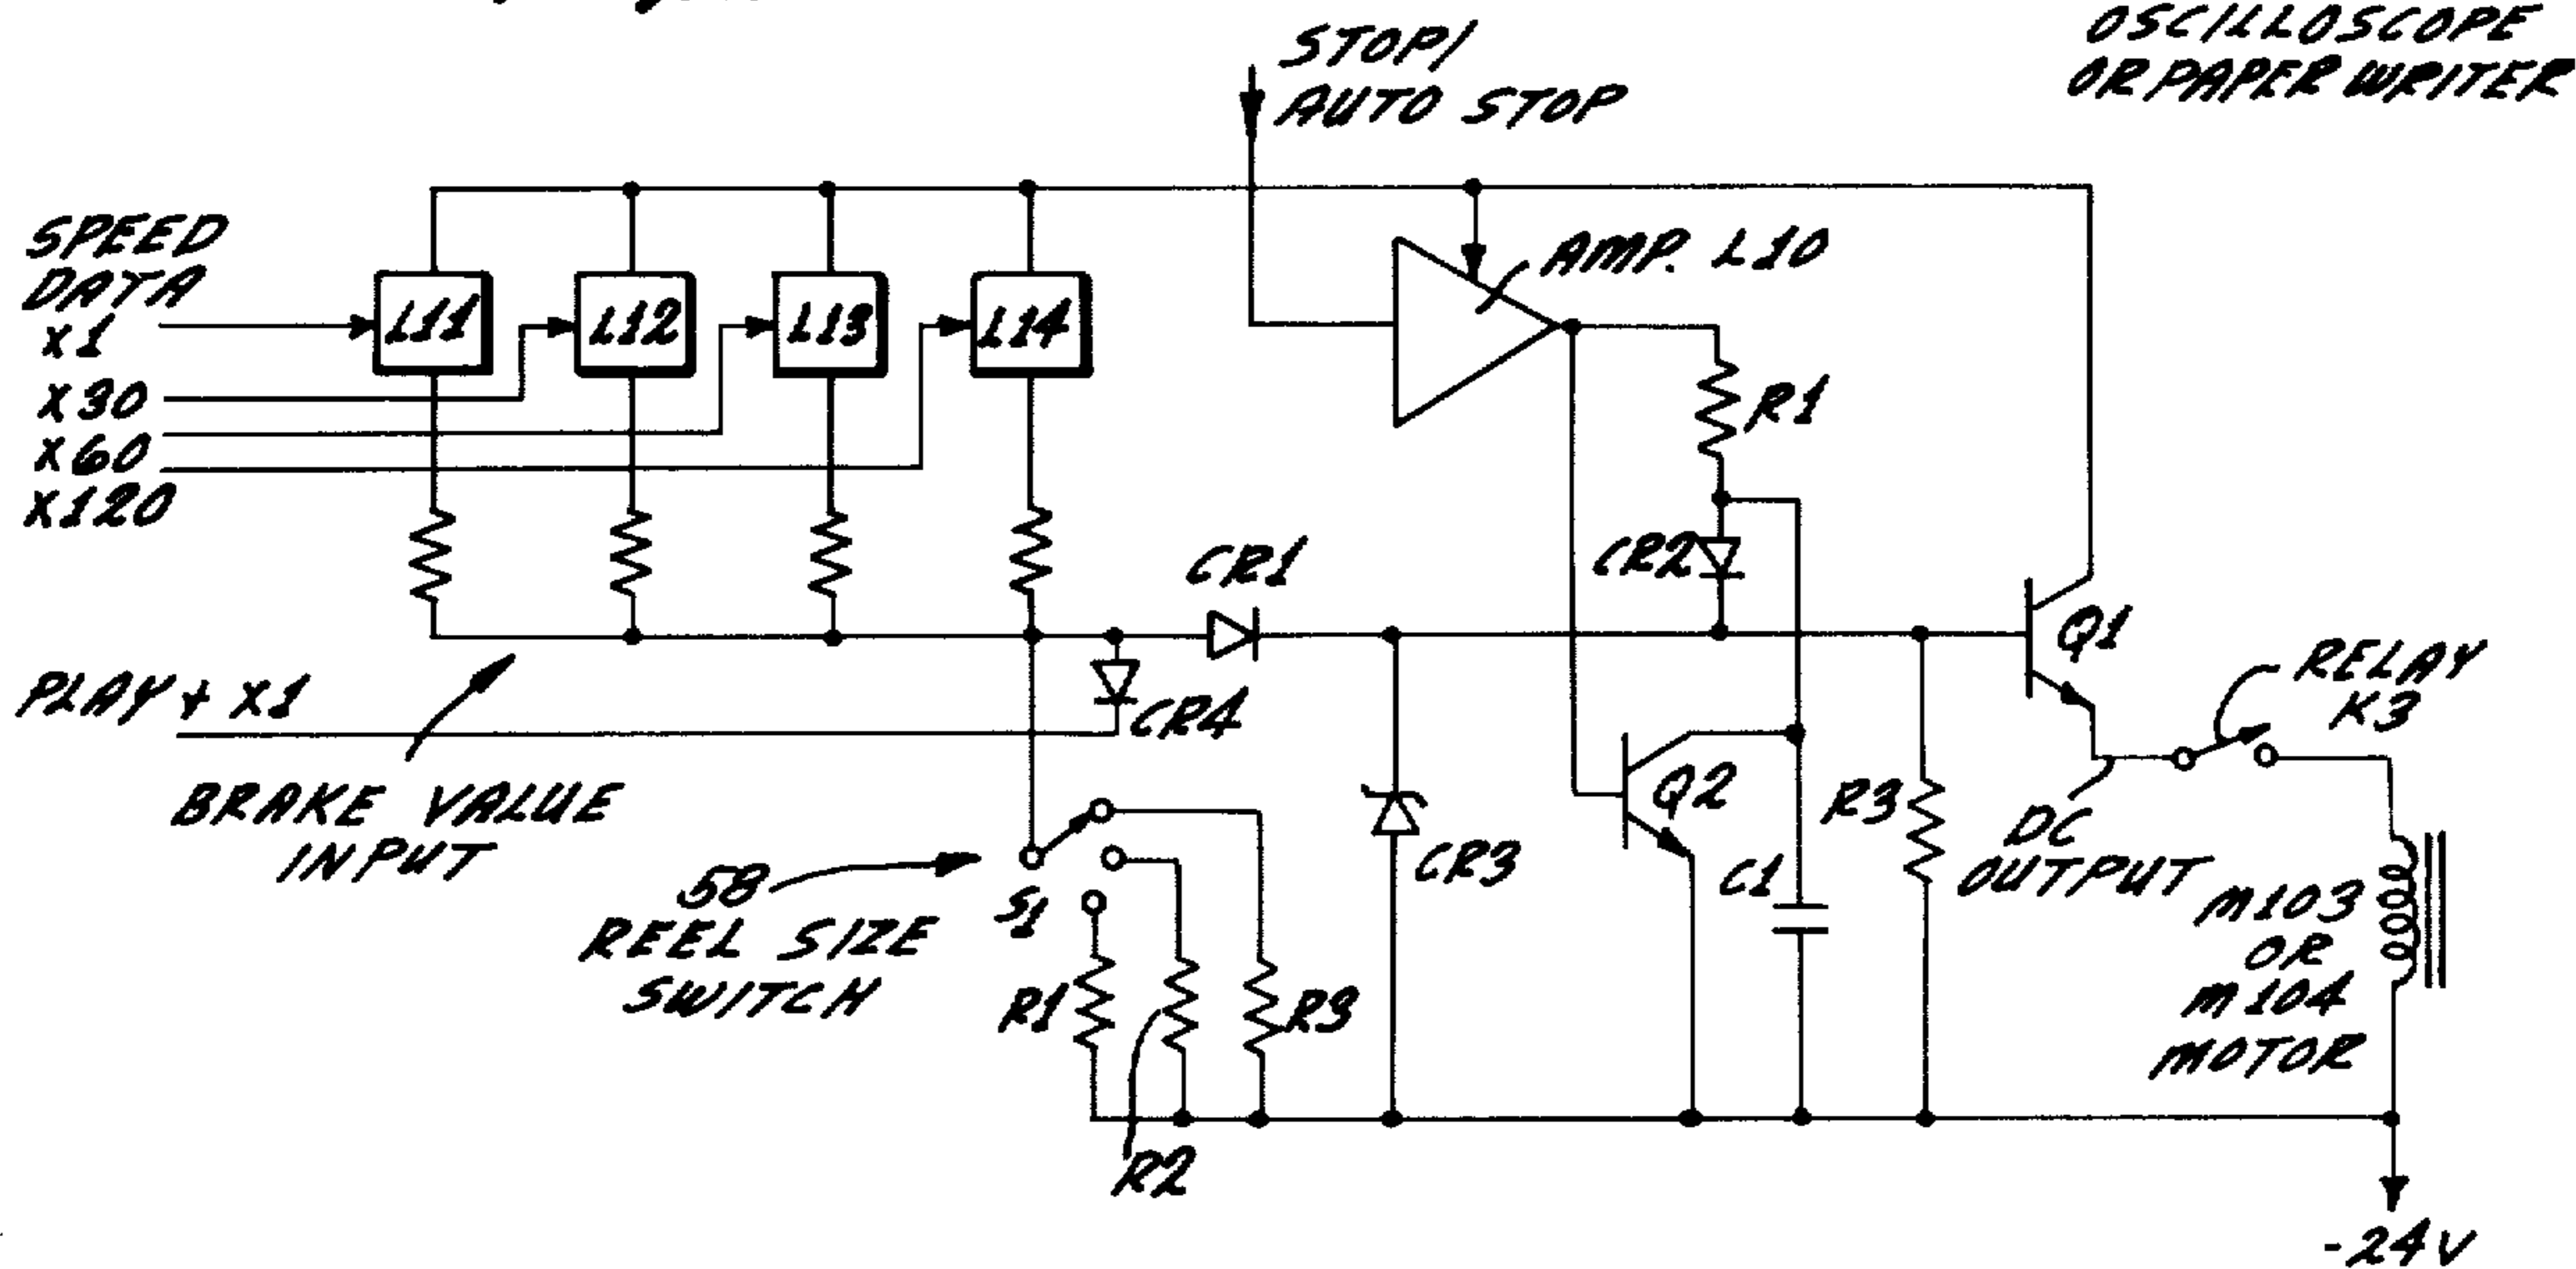 OSCILLOSCOPE
OR PAPER WRITER
STOP/
AUTO STOP
SPEED
DATA
X1
X30
X60
X120
L11
L12
L13
L14
AMP. L10
R1
CR1
CR2
Q1
RELAY
K3
PLAY + X1
CR4
BRAKE VALUE
INPUT
58
REEL SIZE
SWITCH
S1
R1
R2
R3
CR3
Q2
C1
R3
DC
OUTPUT
M103
OR
M104
MOTOR
-24V